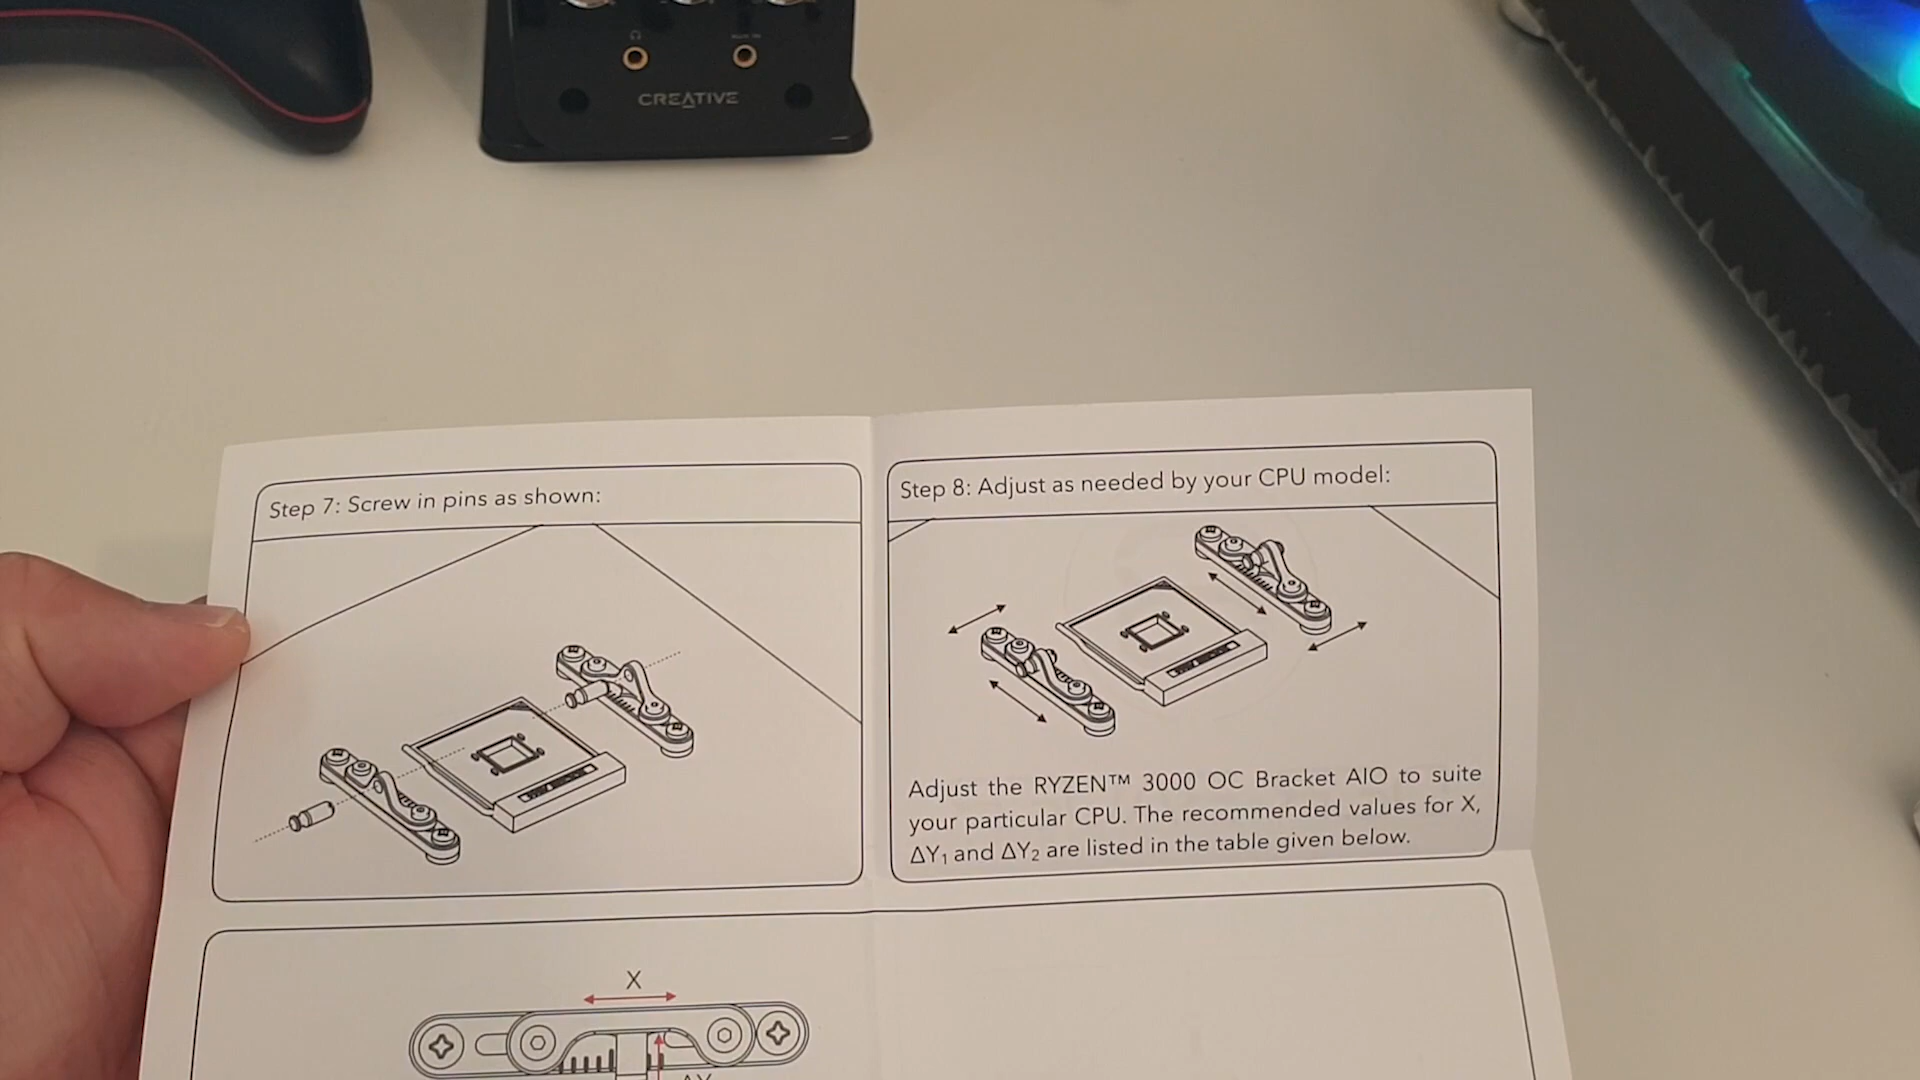 CREATIVE
Step 7: Screw in pins as shown:
Step 8: Adjust as needed by your CPU model:
Adjust the RYZEN™ 3000 OC Bracket AIO to suite
your particular CPU. The recommended values for X,
ΔY₁ and ΔY₂ are listed in the table given below.
X